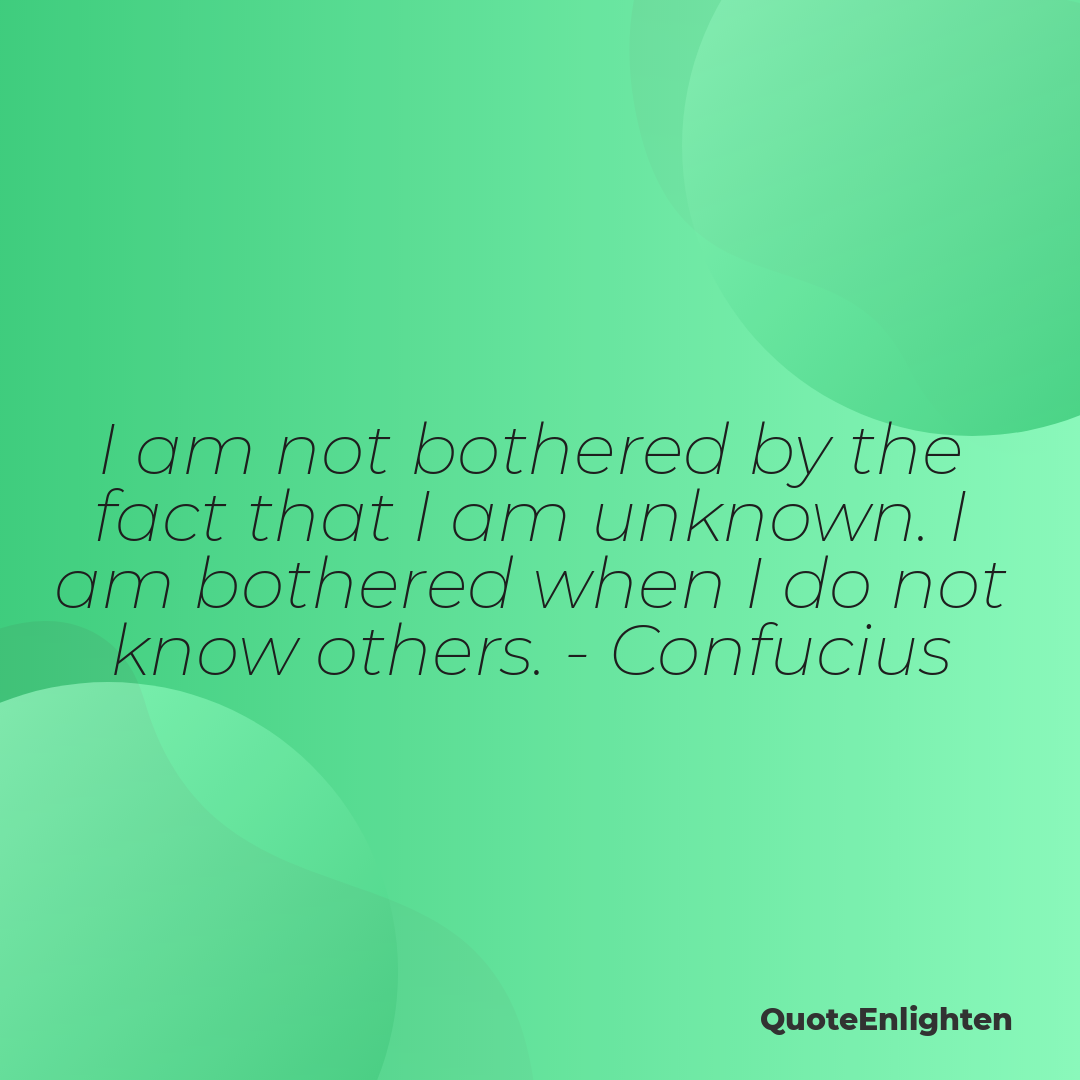 I am not bothered by the
fact that I am unknown. I
am bothered when I do not
know others. - Confucius
QuoteEnlighten